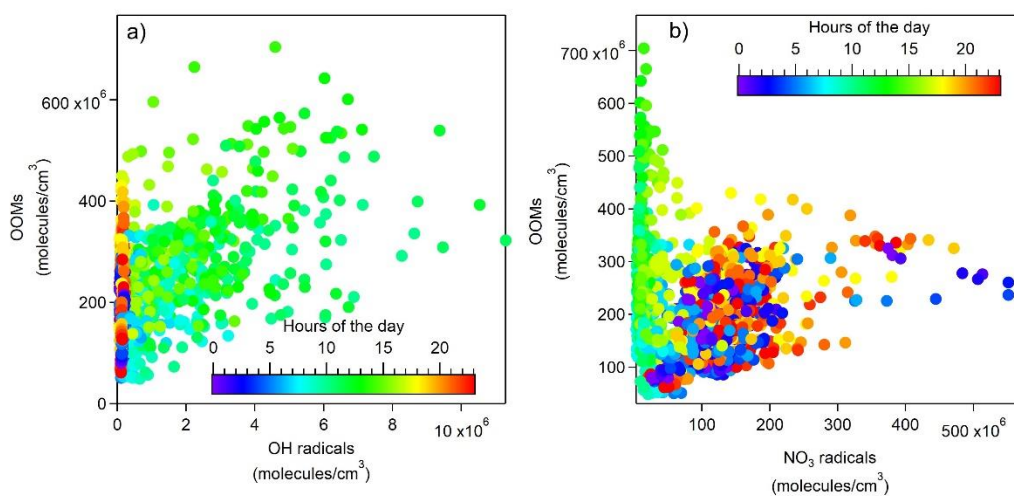 a)
Hours of the day
0 5 10 15 20
600 x10⁶
400
200
0
OOMs
(molecules/cm³)
0 2 4 6 8 10 x10⁶
OH radicals
(molecules/cm³)
b)
Hours of the day
0 5 10 15 20
700 x10⁶
600
500
400
300
200
100
OOMs
(molecules/cm³)
100 200 300 400 500 x10⁶
NO₃ radicals
(molecules/cm³)